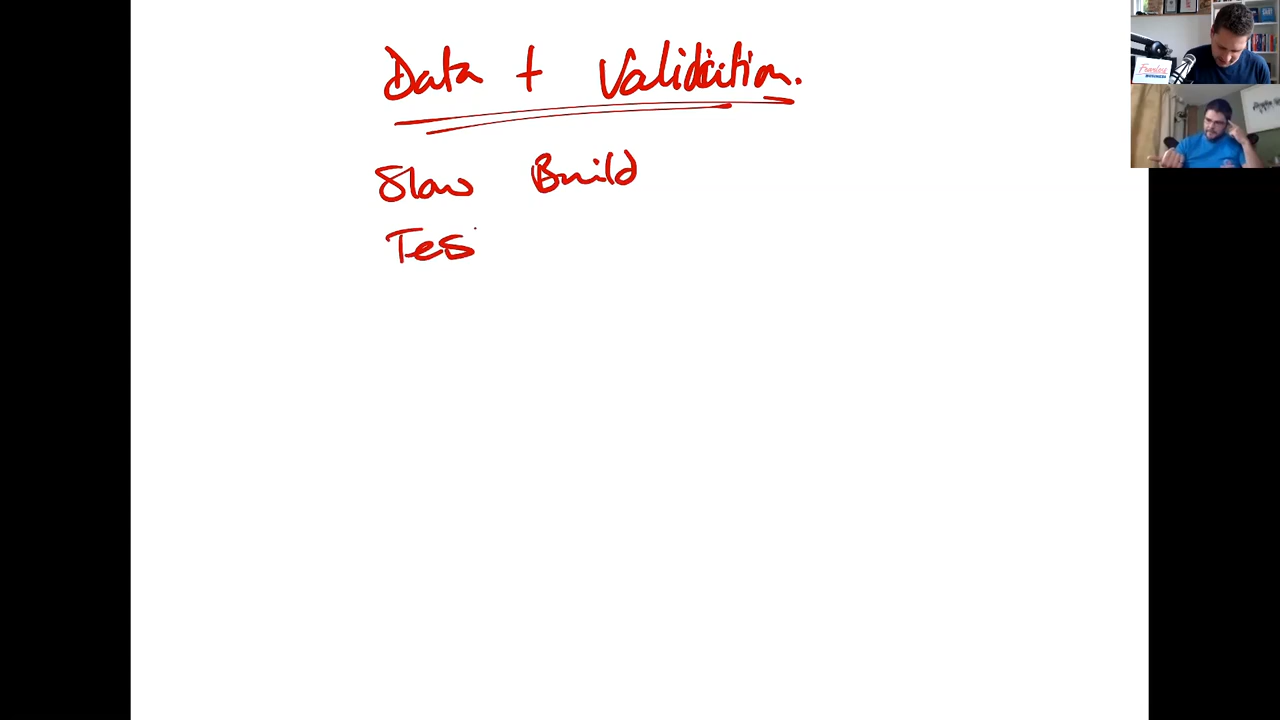 Data + Validation.
Slow Build
Tes